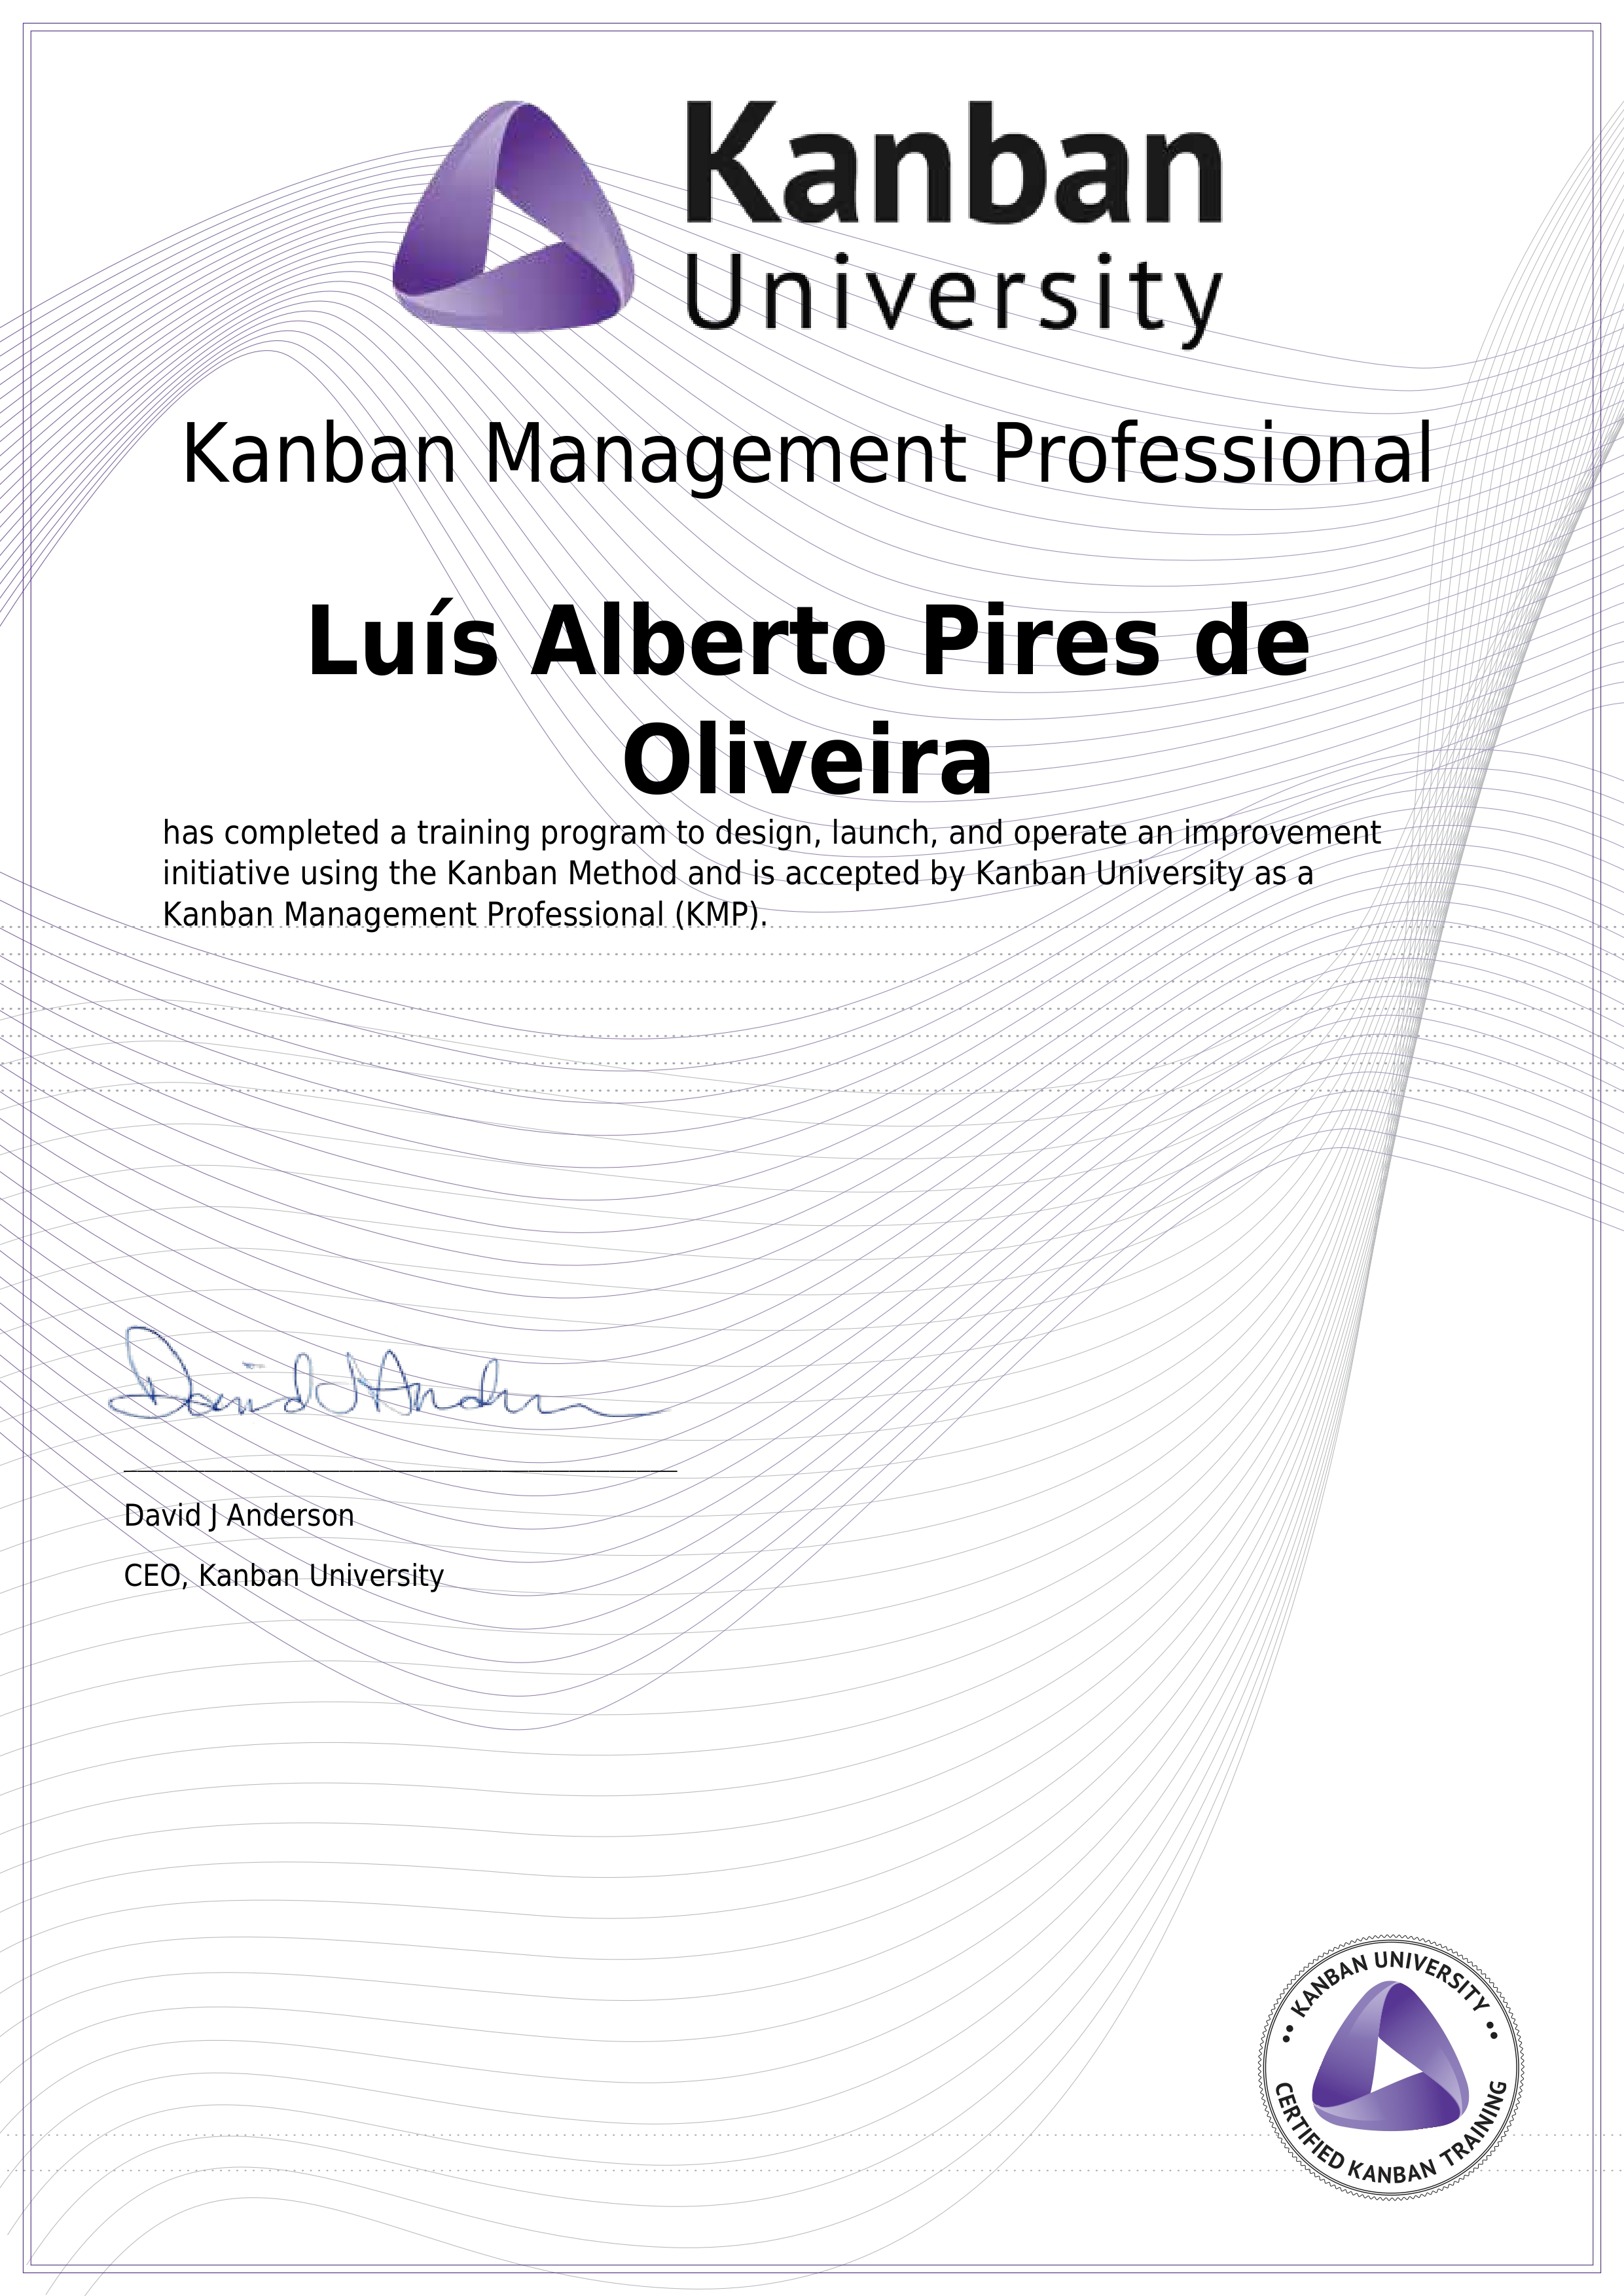 Kanban
University
Kanban Management Professional
Luís Alberto Pires de
Oliveira
has completed a training program to design, launch, and operate an improvement
initiative using the Kanban Method and is accepted by Kanban University as a
Kanban Management Professional (KMP).
David J Anderson
David J Anderson
CEO, Kanban University
•• KANBAN UNIVERSITY ••
CERTIFIED KANBAN TRAINING